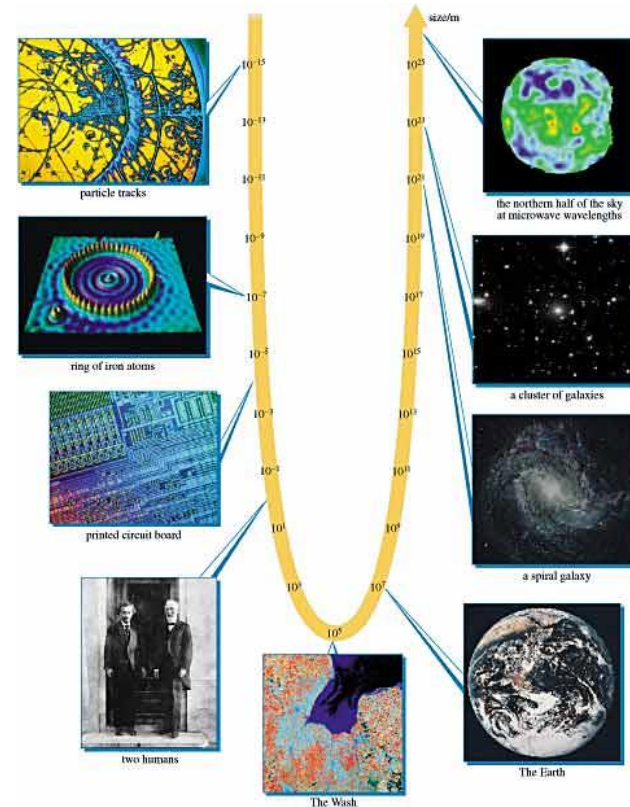 size/m
10⁻¹⁵
10⁻¹³
10⁻¹¹
10⁻⁹
10⁻⁷
10⁻⁵
10⁻³
10⁻¹
10¹
10³
10⁵
10⁷
10⁹
10¹¹
10¹³
10¹⁵
10¹⁷
10¹⁹
10²¹
10²³
10²⁵
particle tracks
ring of iron atoms
printed circuit board
two humans
The Wash
The Earth
a spiral galaxy
a cluster of galaxies
the northern half of the sky
at microwave wavelengths